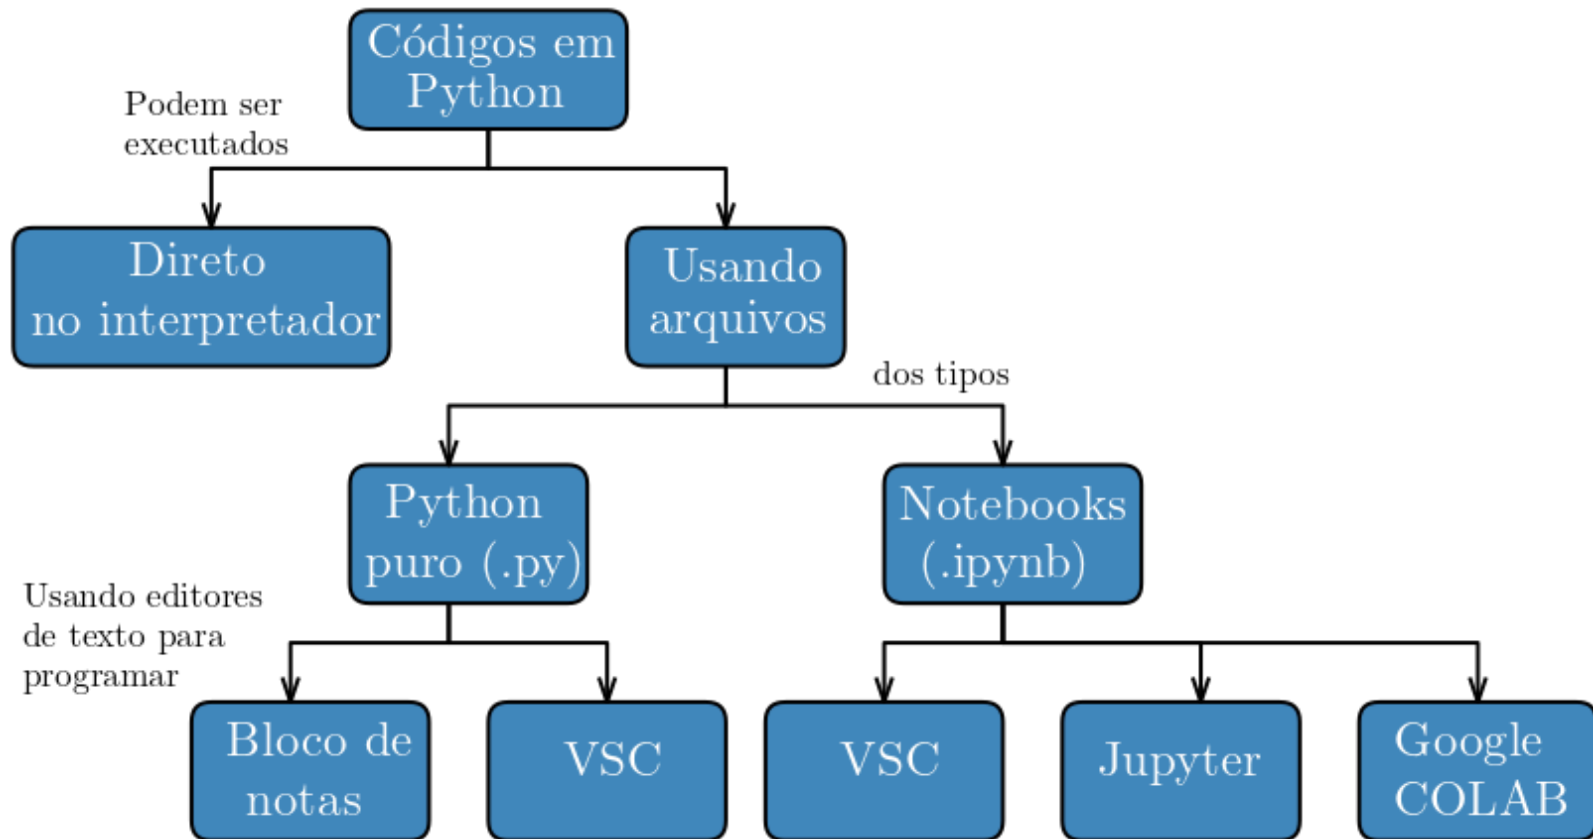 Códigos em
Python
Podem ser
executados
Direto
no interpretador
Usando
arquivos
dos tipos
Python
puro (.py)
Notebooks
(.ipynb)
Usando editores
de texto para
programar
Bloco de
notas
VSC
VSC
Jupyter
Google
COLAB